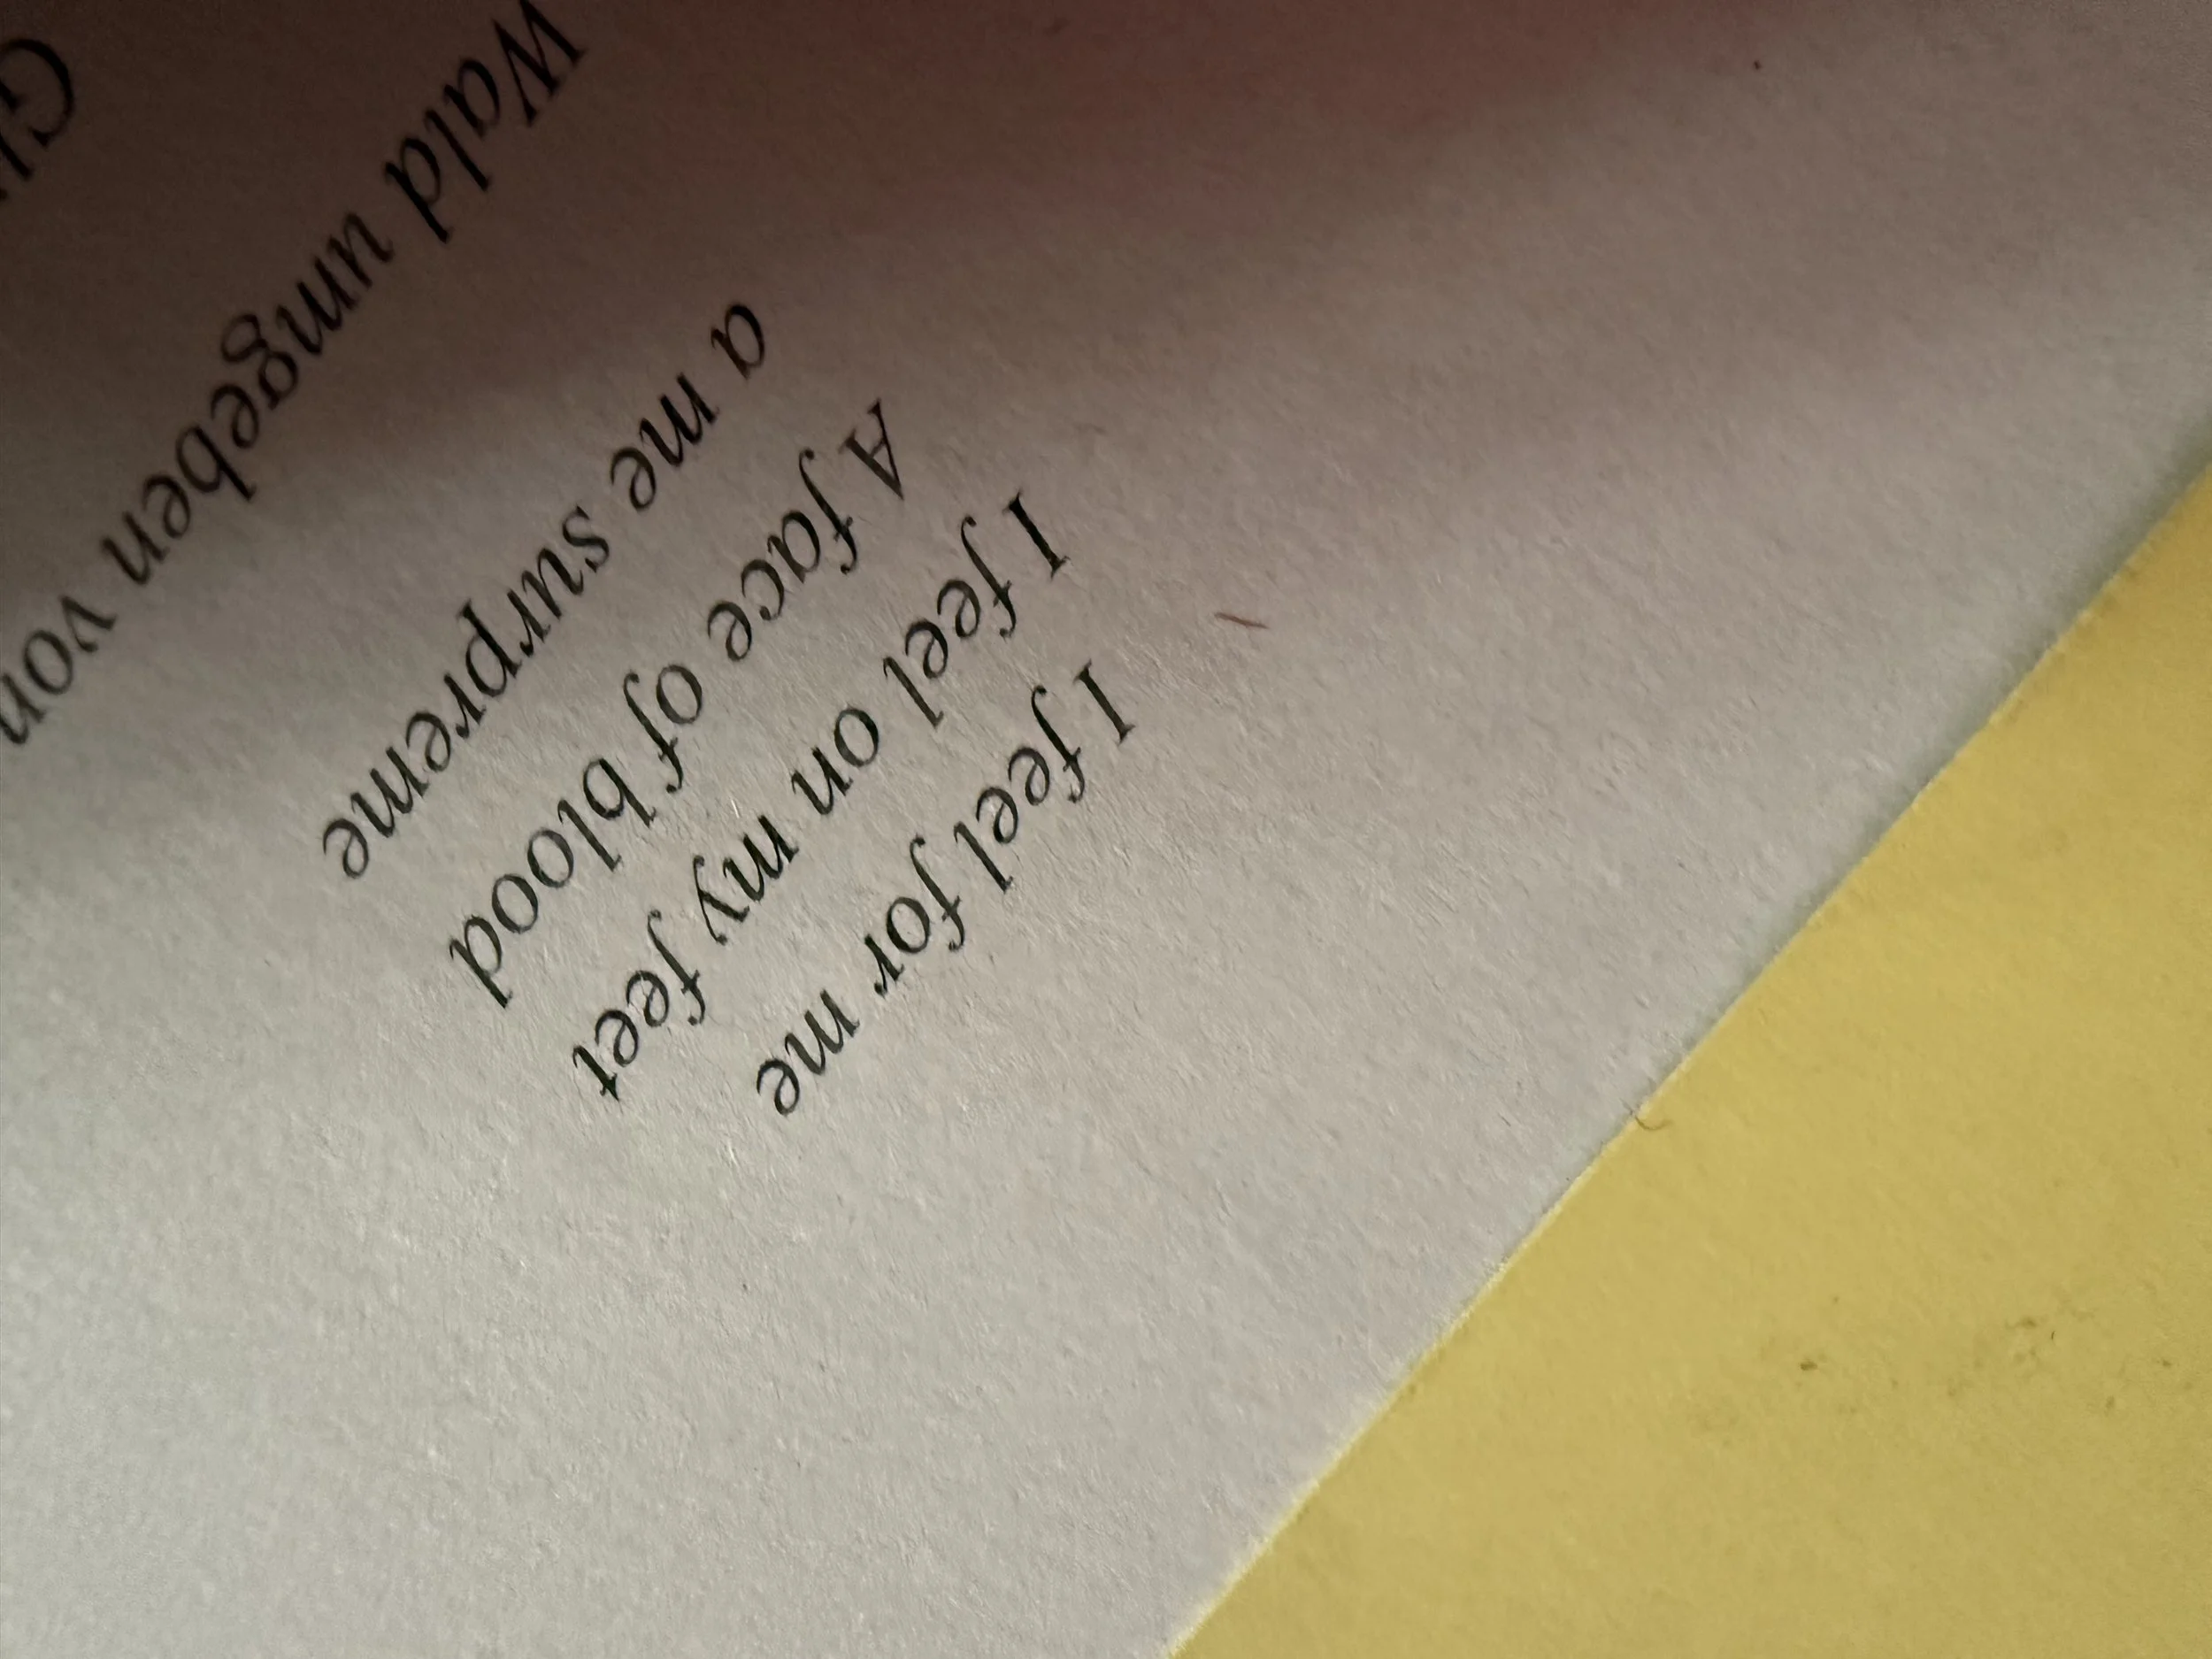 I feel for me
I feel on my feet
A face of blood
a me surpreme
Wald umgeben von